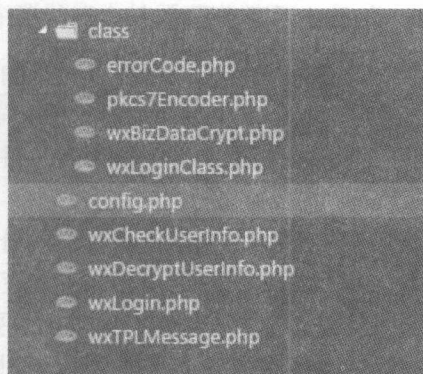 class
errorCode.php
pkcs7Encoder.php
wxBizDataCrypt.php
wxLoginClass.php
config.php
wxCheckUserInfo.php
wxDecryptUserInfo.php
wxLogin.php
wxTPLMessage.php